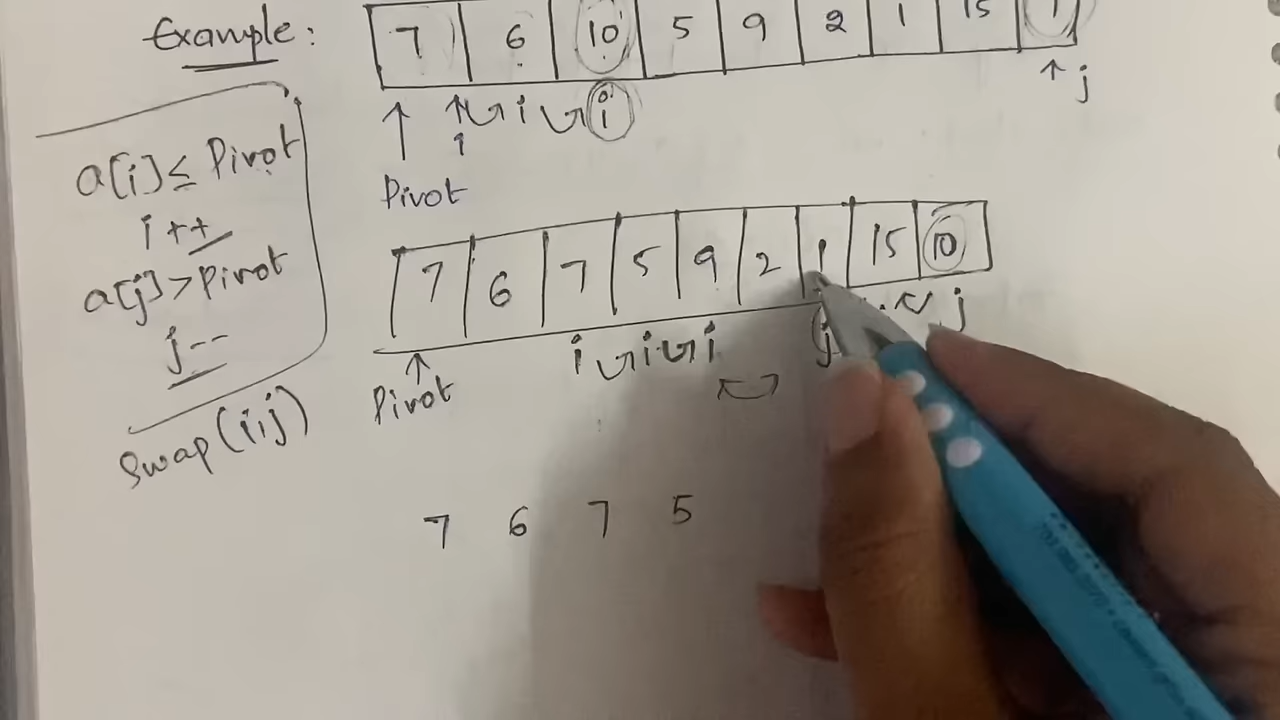 Example: 7 6 10 5 9 2 1 15
↑ ↑ i i ↑ j
Pivot
a[i] ≤ Pivot
i++
a[j] > Pivot
j--
swap(i,j)
7 6 7 5 9 2 1 15 10
↑ i i i j j
Pivot
7 6 7 5